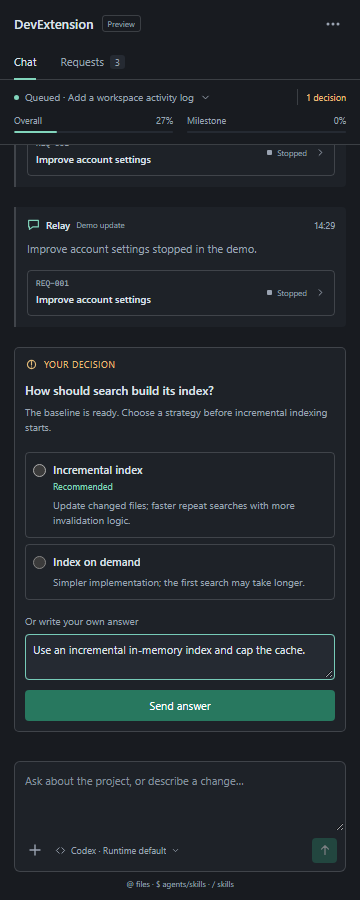 DevExtension Preview
Chat Requests 3
Queued · Add a workspace activity log 1 decision
Overall 27% Milestone 0%
Improve account settings Stopped
Relay Demo update 14:29
Improve account settings stopped in the demo.
REQ-001
Improve account settings Stopped
YOUR DECISION
How should search build its index?
The baseline is ready. Choose a strategy before incremental indexing
starts.
Incremental index
Recommended
Update changed files; faster repeat searches with more
invalidation logic.
Index on demand
Simpler implementation; the first search may take longer.
Or write your own answer
Use an incremental in-memory index and cap the cache.
Send answer
Ask about the project, or describe a change...
Codex · Runtime default
@ files · $ agents/skills · / skills